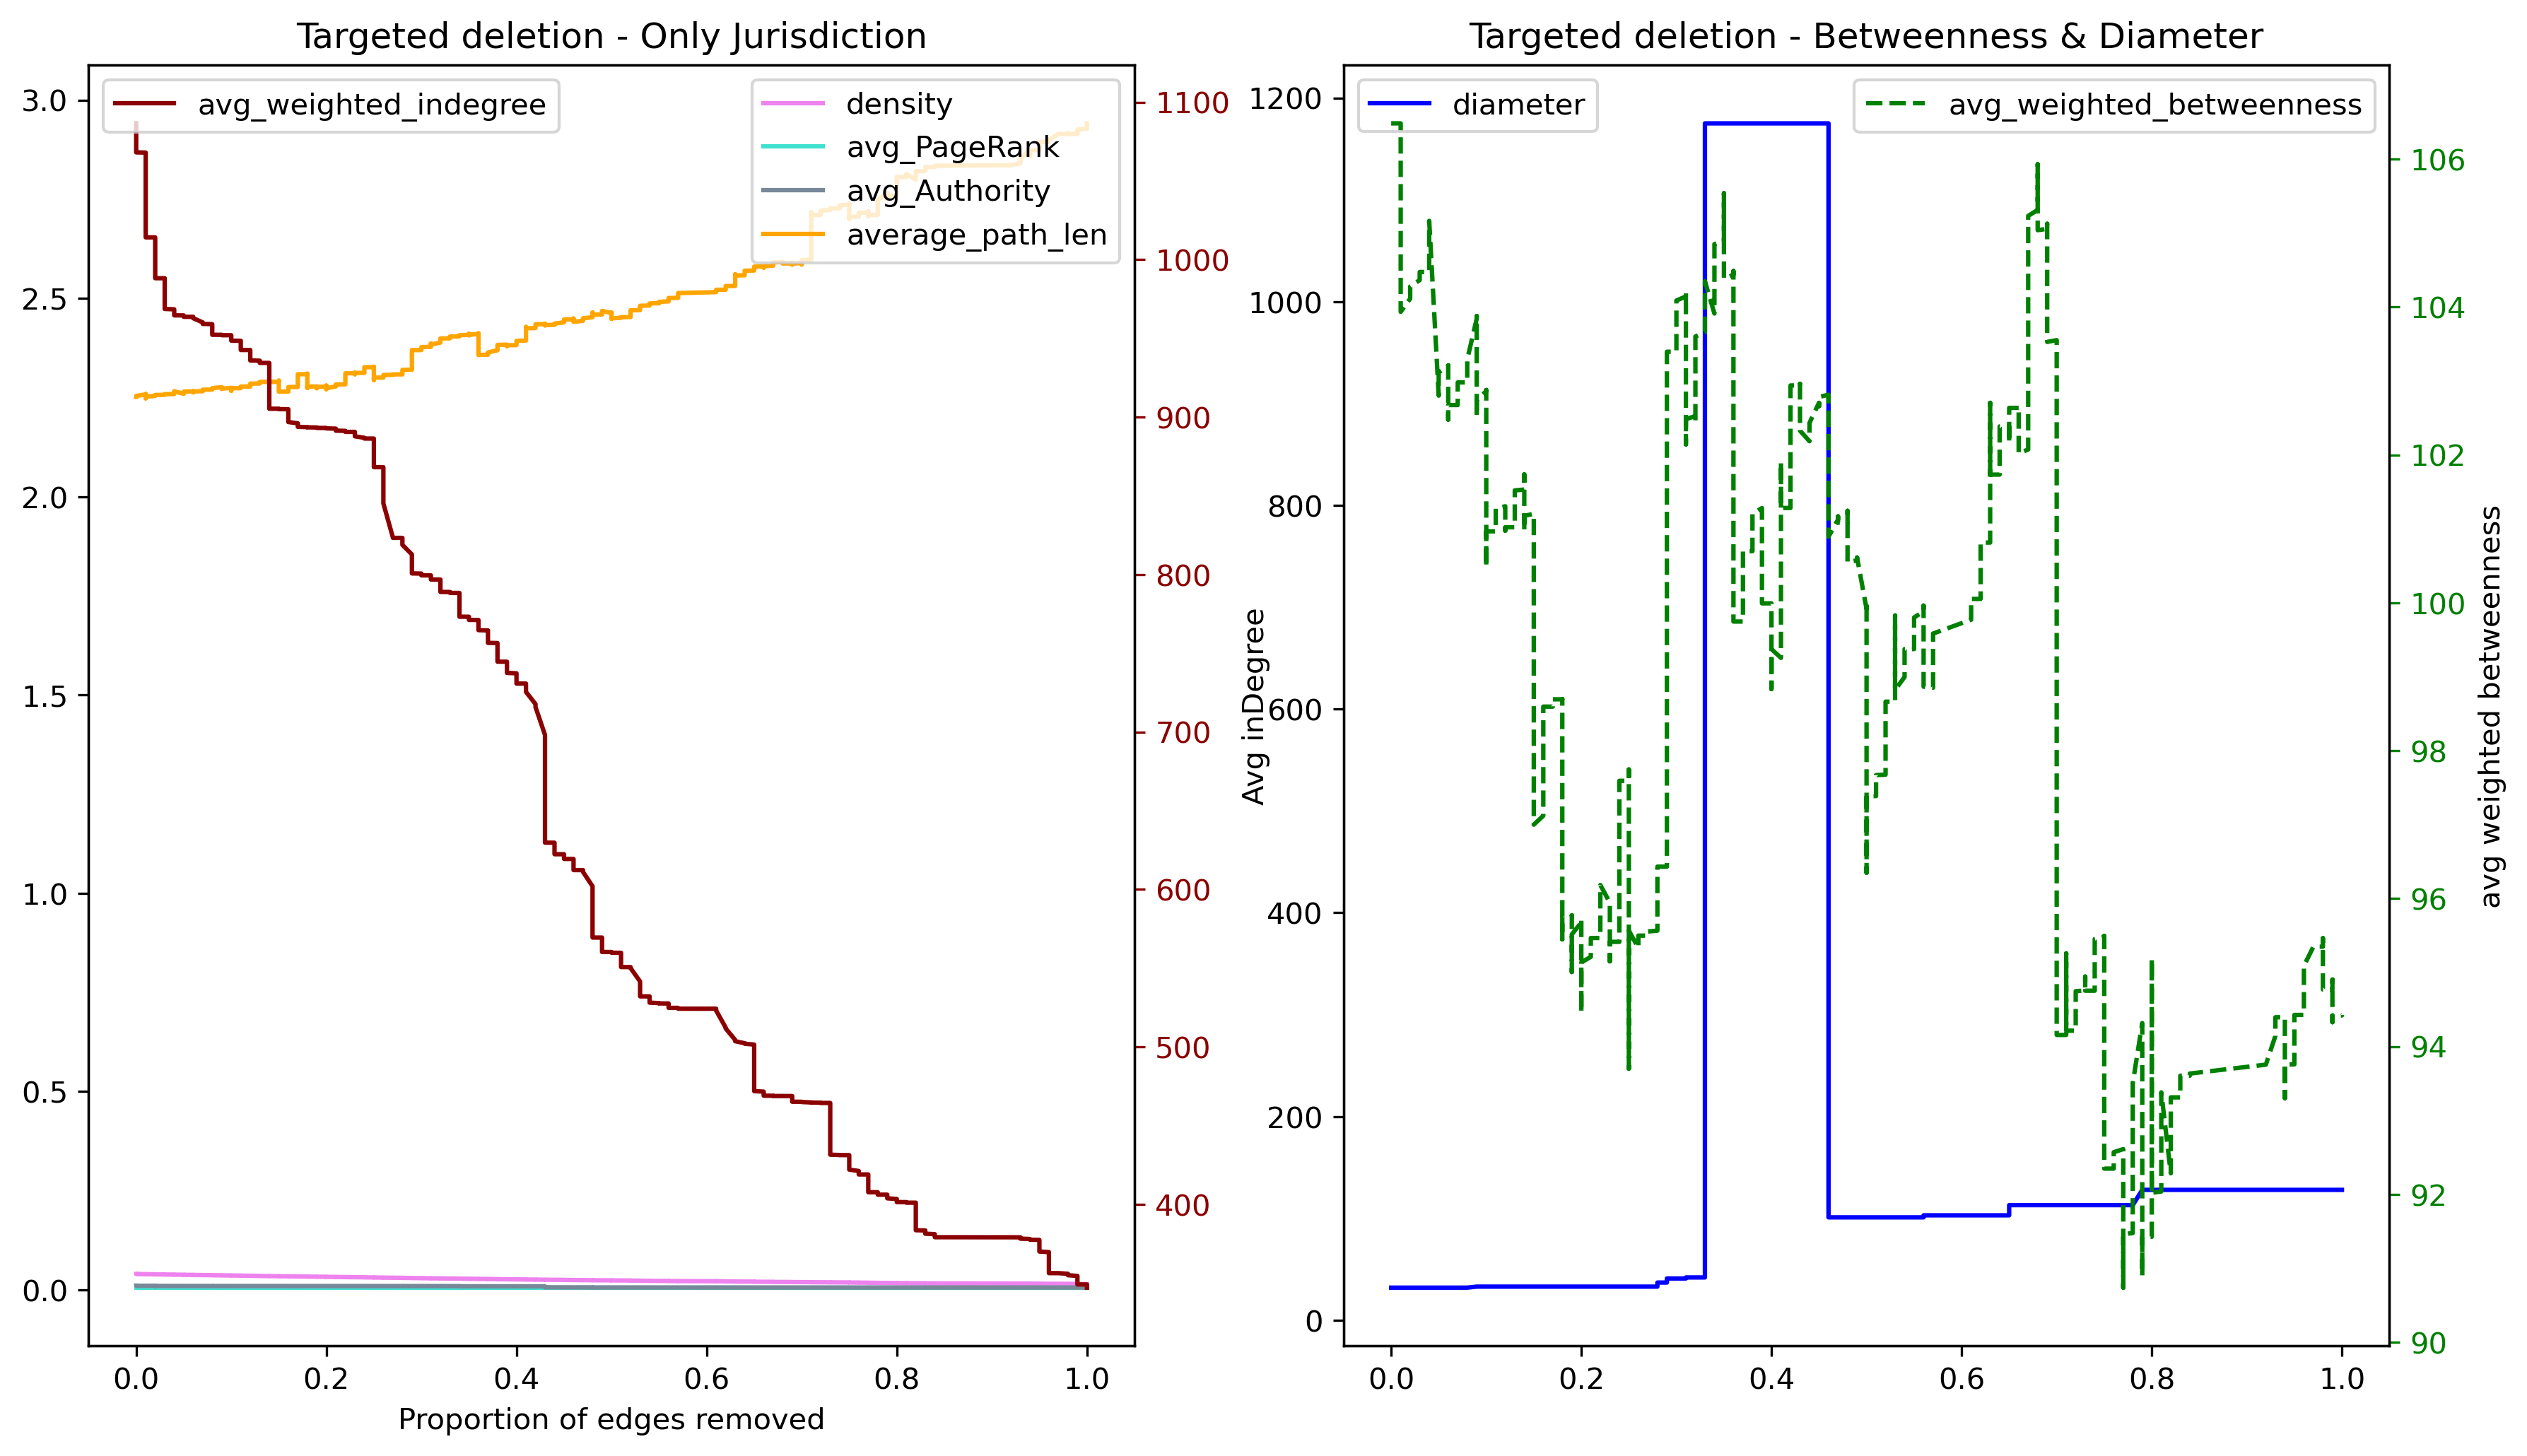 Targeted deletion - Only Jurisdiction
avg_weighted_indegree
density
avg_PageRank
avg_Authority
average_path_len
3.0
2.5
2.0
1.5
1.0
0.5
0.0
1100
1000
900
800
700
600
500
400
Avg inDegree
0.0 0.2 0.4 0.6 0.8 1.0
Proportion of edges removed
Targeted deletion - Betweenness & Diameter
diameter
avg_weighted_betweenness
1200
1000
800
600
400
200
0
106
104
102
100
98
96
94
92
90
avg weighted betweenness
0.0 0.2 0.4 0.6 0.8 1.0